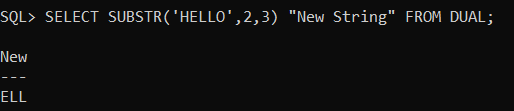 SQL> SELECT SUBSTR('HELLO',2,3) "New String" FROM DUAL;
New
---
ELL